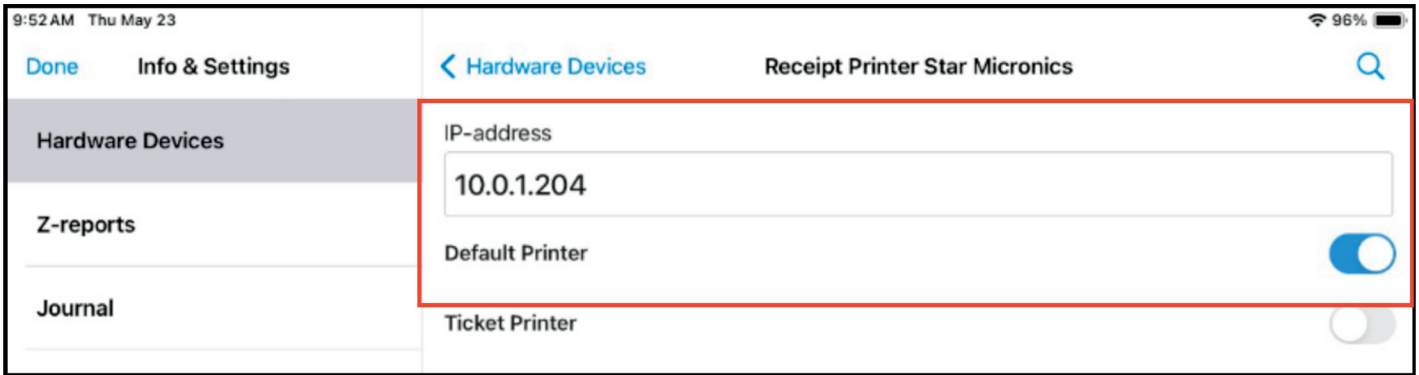 9:52 AM Thu May 23
96%
Done Info & Settings
Hardware Devices
Z-reports
Journal
Hardware Devices Receipt Printer Star Micronics
IP-address
10.0.1.204
Default Printer
Ticket Printer